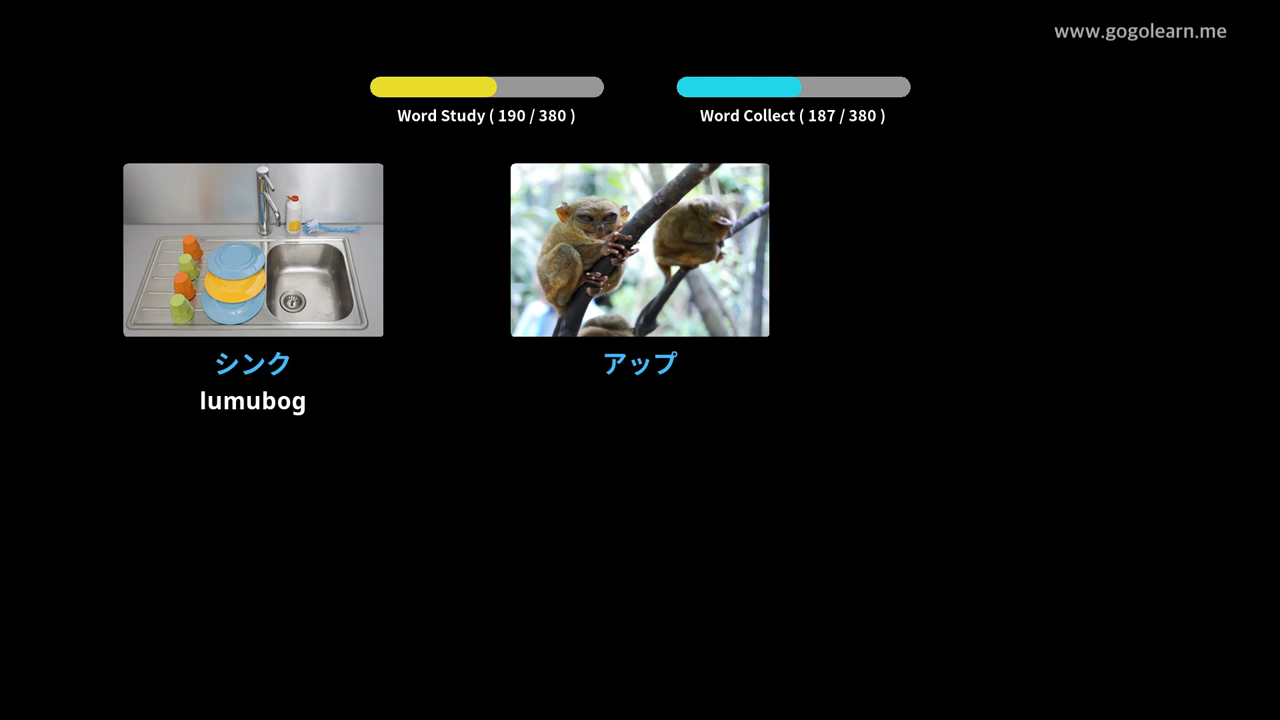 www.gogolearn.me
Word Study ( 190 / 380 )
Word Collect ( 187 / 380 )
シンク
アップ
lumubog